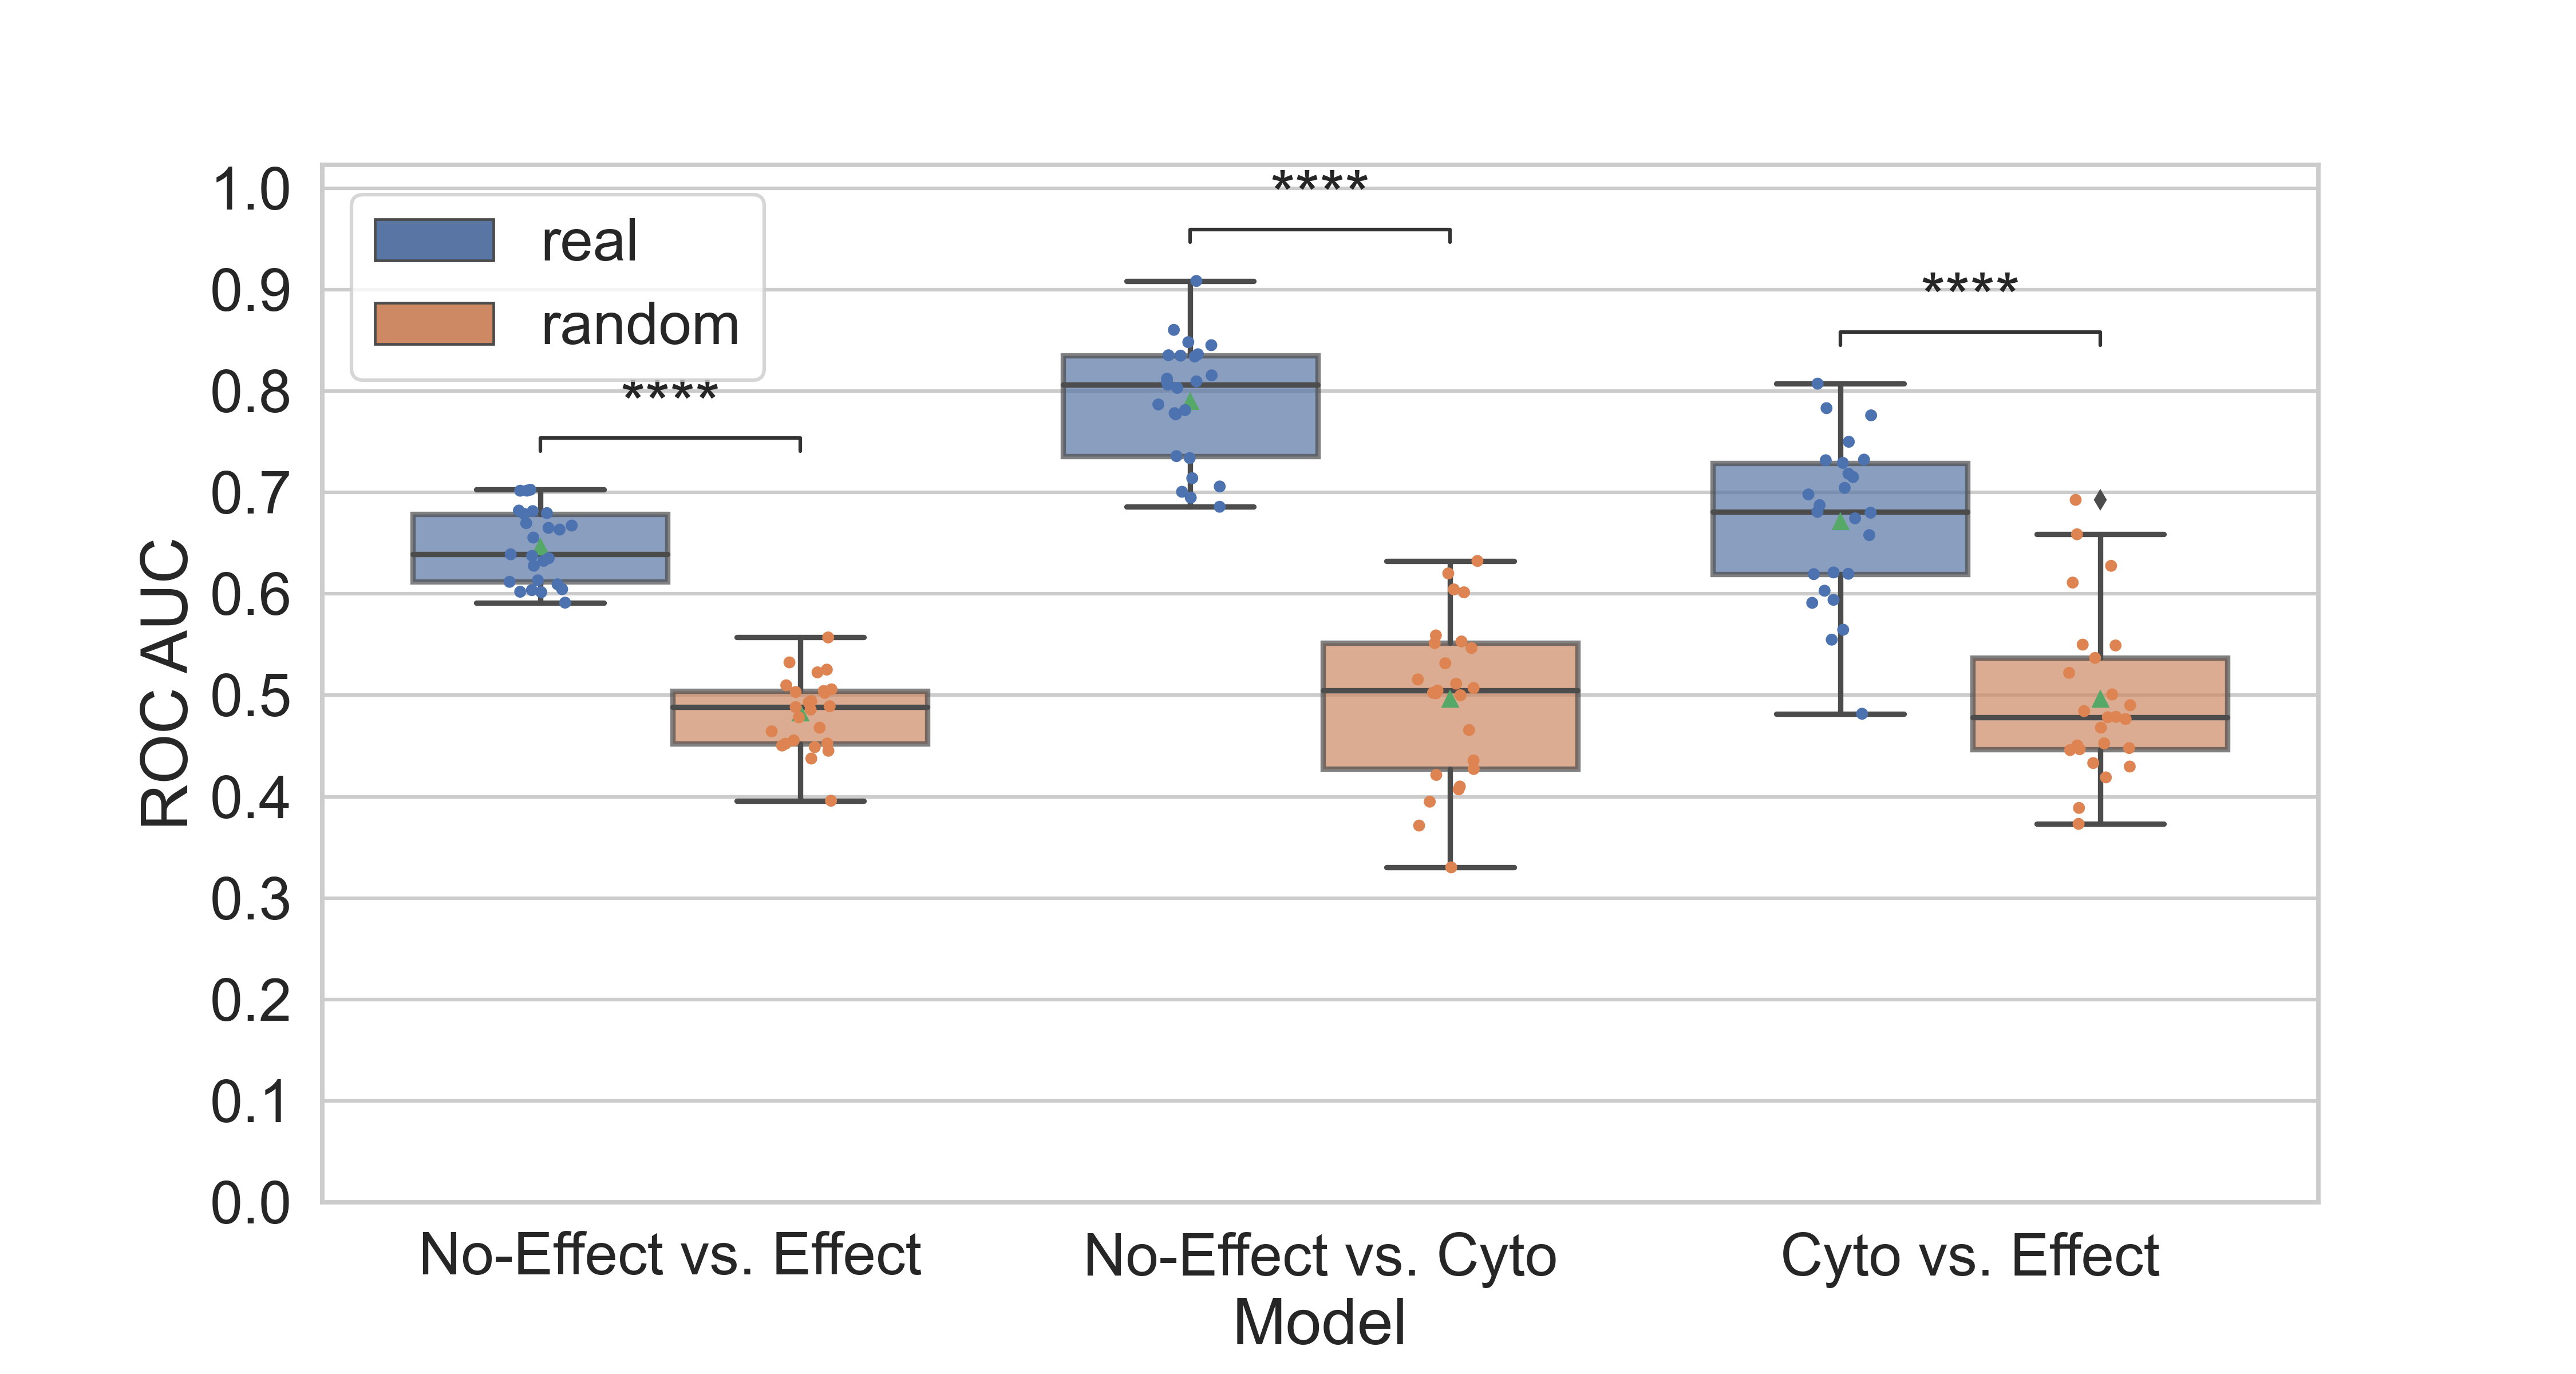 ****
1.0
real
0.9
****
random
0.8
****
0.7
0.6
0.5
0.4
0.3
0.2
0.1
0.0
ROC AUC
No-Effect vs. Effect
No-Effect vs. Cyto
Cyto vs. Effect
Model